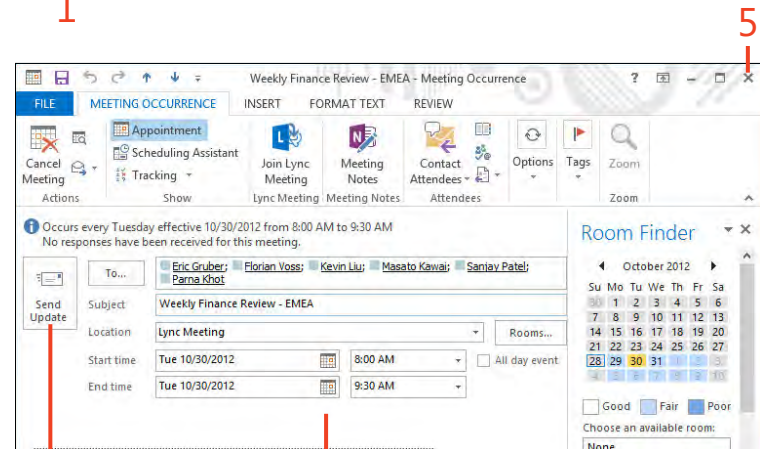 1
5
Weekly Finance Review - EMEA - Meeting Occurrence
?
FILE MEETING OCCURRENCE INSERT FORMAT TEXT REVIEW
Cancel Meeting
Appointment
Scheduling Assistant
Tracking
Join Lync Meeting
Meeting Notes
Contact Attendees
Options
Tags
Zoom
Actions Show Lync Meeting Meeting Notes Attendees Zoom
Occurs every Tuesday effective 10/30/2012 from 8:00 AM to 9:30 AM
No responses have been received for this meeting.
Send Update
To... Eric Gruber; Florian Voss; Kevin Liu; Masato Kawai; Sanjay Patel;
Parna Khot
Subject Weekly Finance Review - EMEA
Location Lync Meeting Rooms...
Start time Tue 10/30/2012 8:00 AM All day event
End time Tue 10/30/2012 9:30 AM
Room Finder
October 2012
Su Mo Tu We Th Fr Sa
30 1 2 3 4 5 6
7 8 9 10 11 12 13
14 15 16 17 18 19 20
21 22 23 24 25 26 27
28 29 30 31 1 2 3
4 5 6 7 8 9 10
Good Fair Poor
Choose an available room:
None